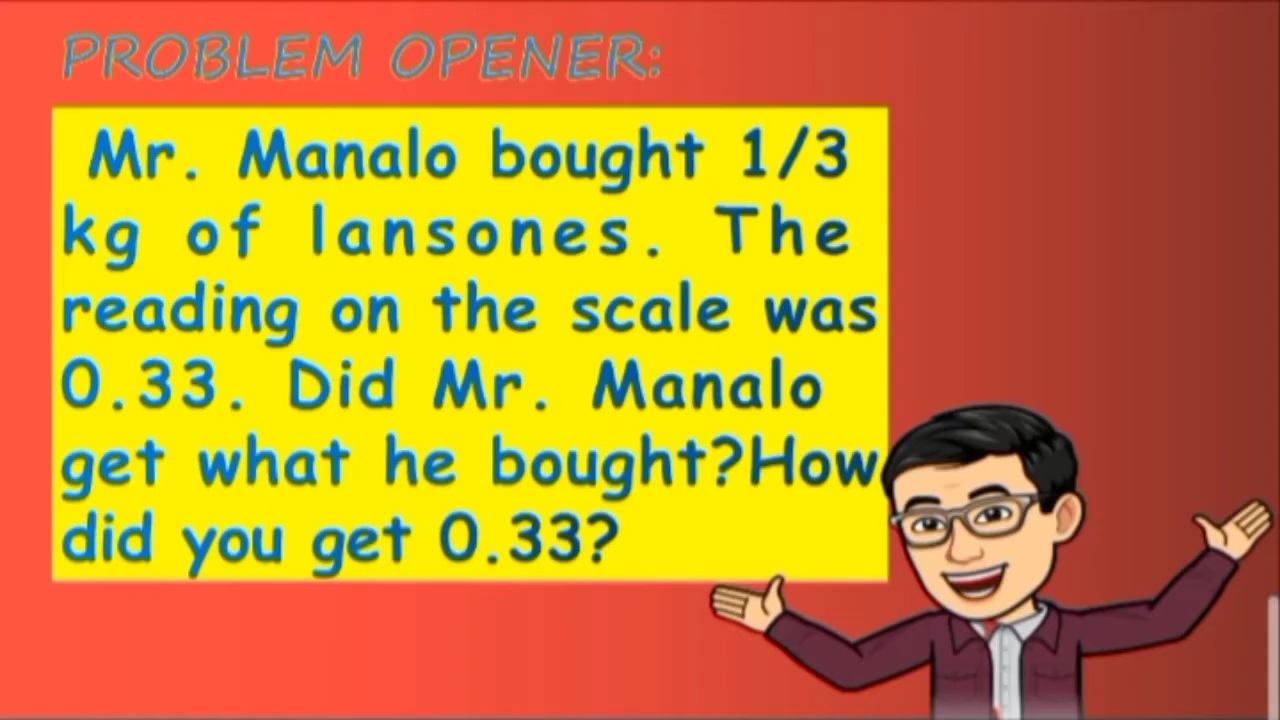 PROBLEM OPENER:
Mr. Manalo bought 1/3
kg of lansones. The
reading on the scale was
0.33. Did Mr. Manalo
get what he bought?How
did you get 0.33?